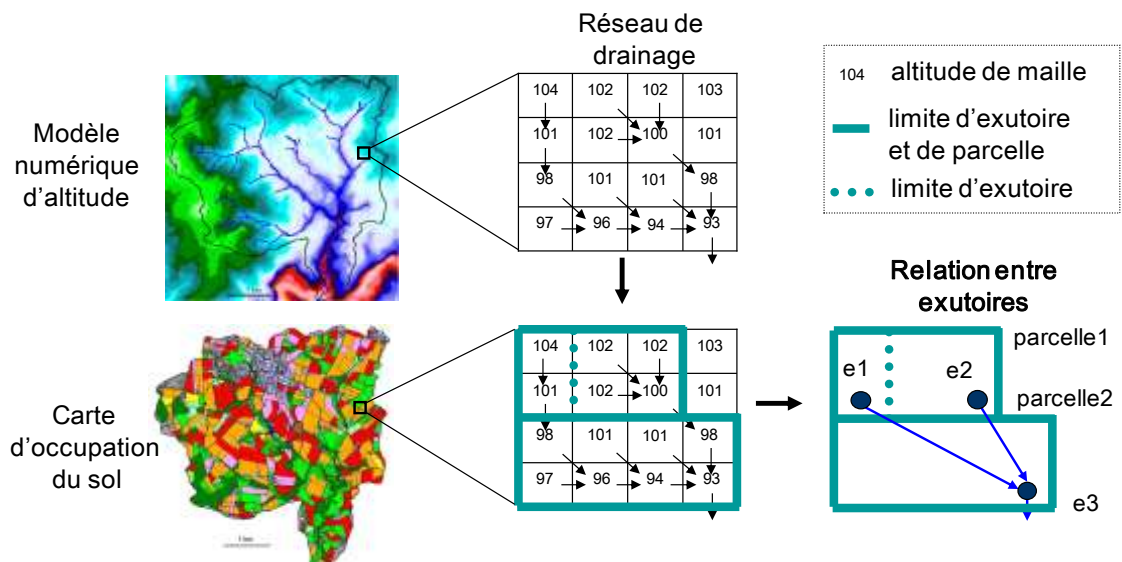 Réseau de
drainage
Modèle
numérique
d'altitude
104 102 102 103
101 102 100 101
98 101 101 98
97 96 94 93
104 altitude de maille
limite d'exutoire
et de parcelle
limite d'exutoire
Carte
d'occupation
du sol
104 102 102 103
101 102 100 101
98 101 101 98
97 96 94 93
Relation entre
exutoires
parcelle1
e1 e2
parcelle2
e3